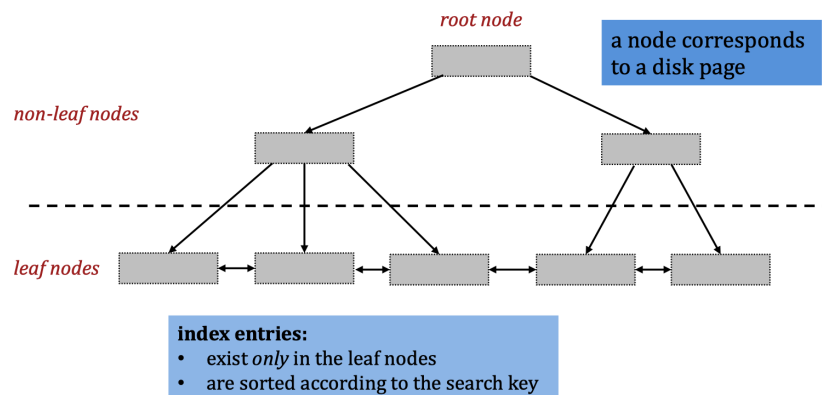 root node
a node corresponds
to a disk page
non-leaf nodes
leaf nodes
index entries:
• exist only in the leaf nodes
• are sorted according to the search key